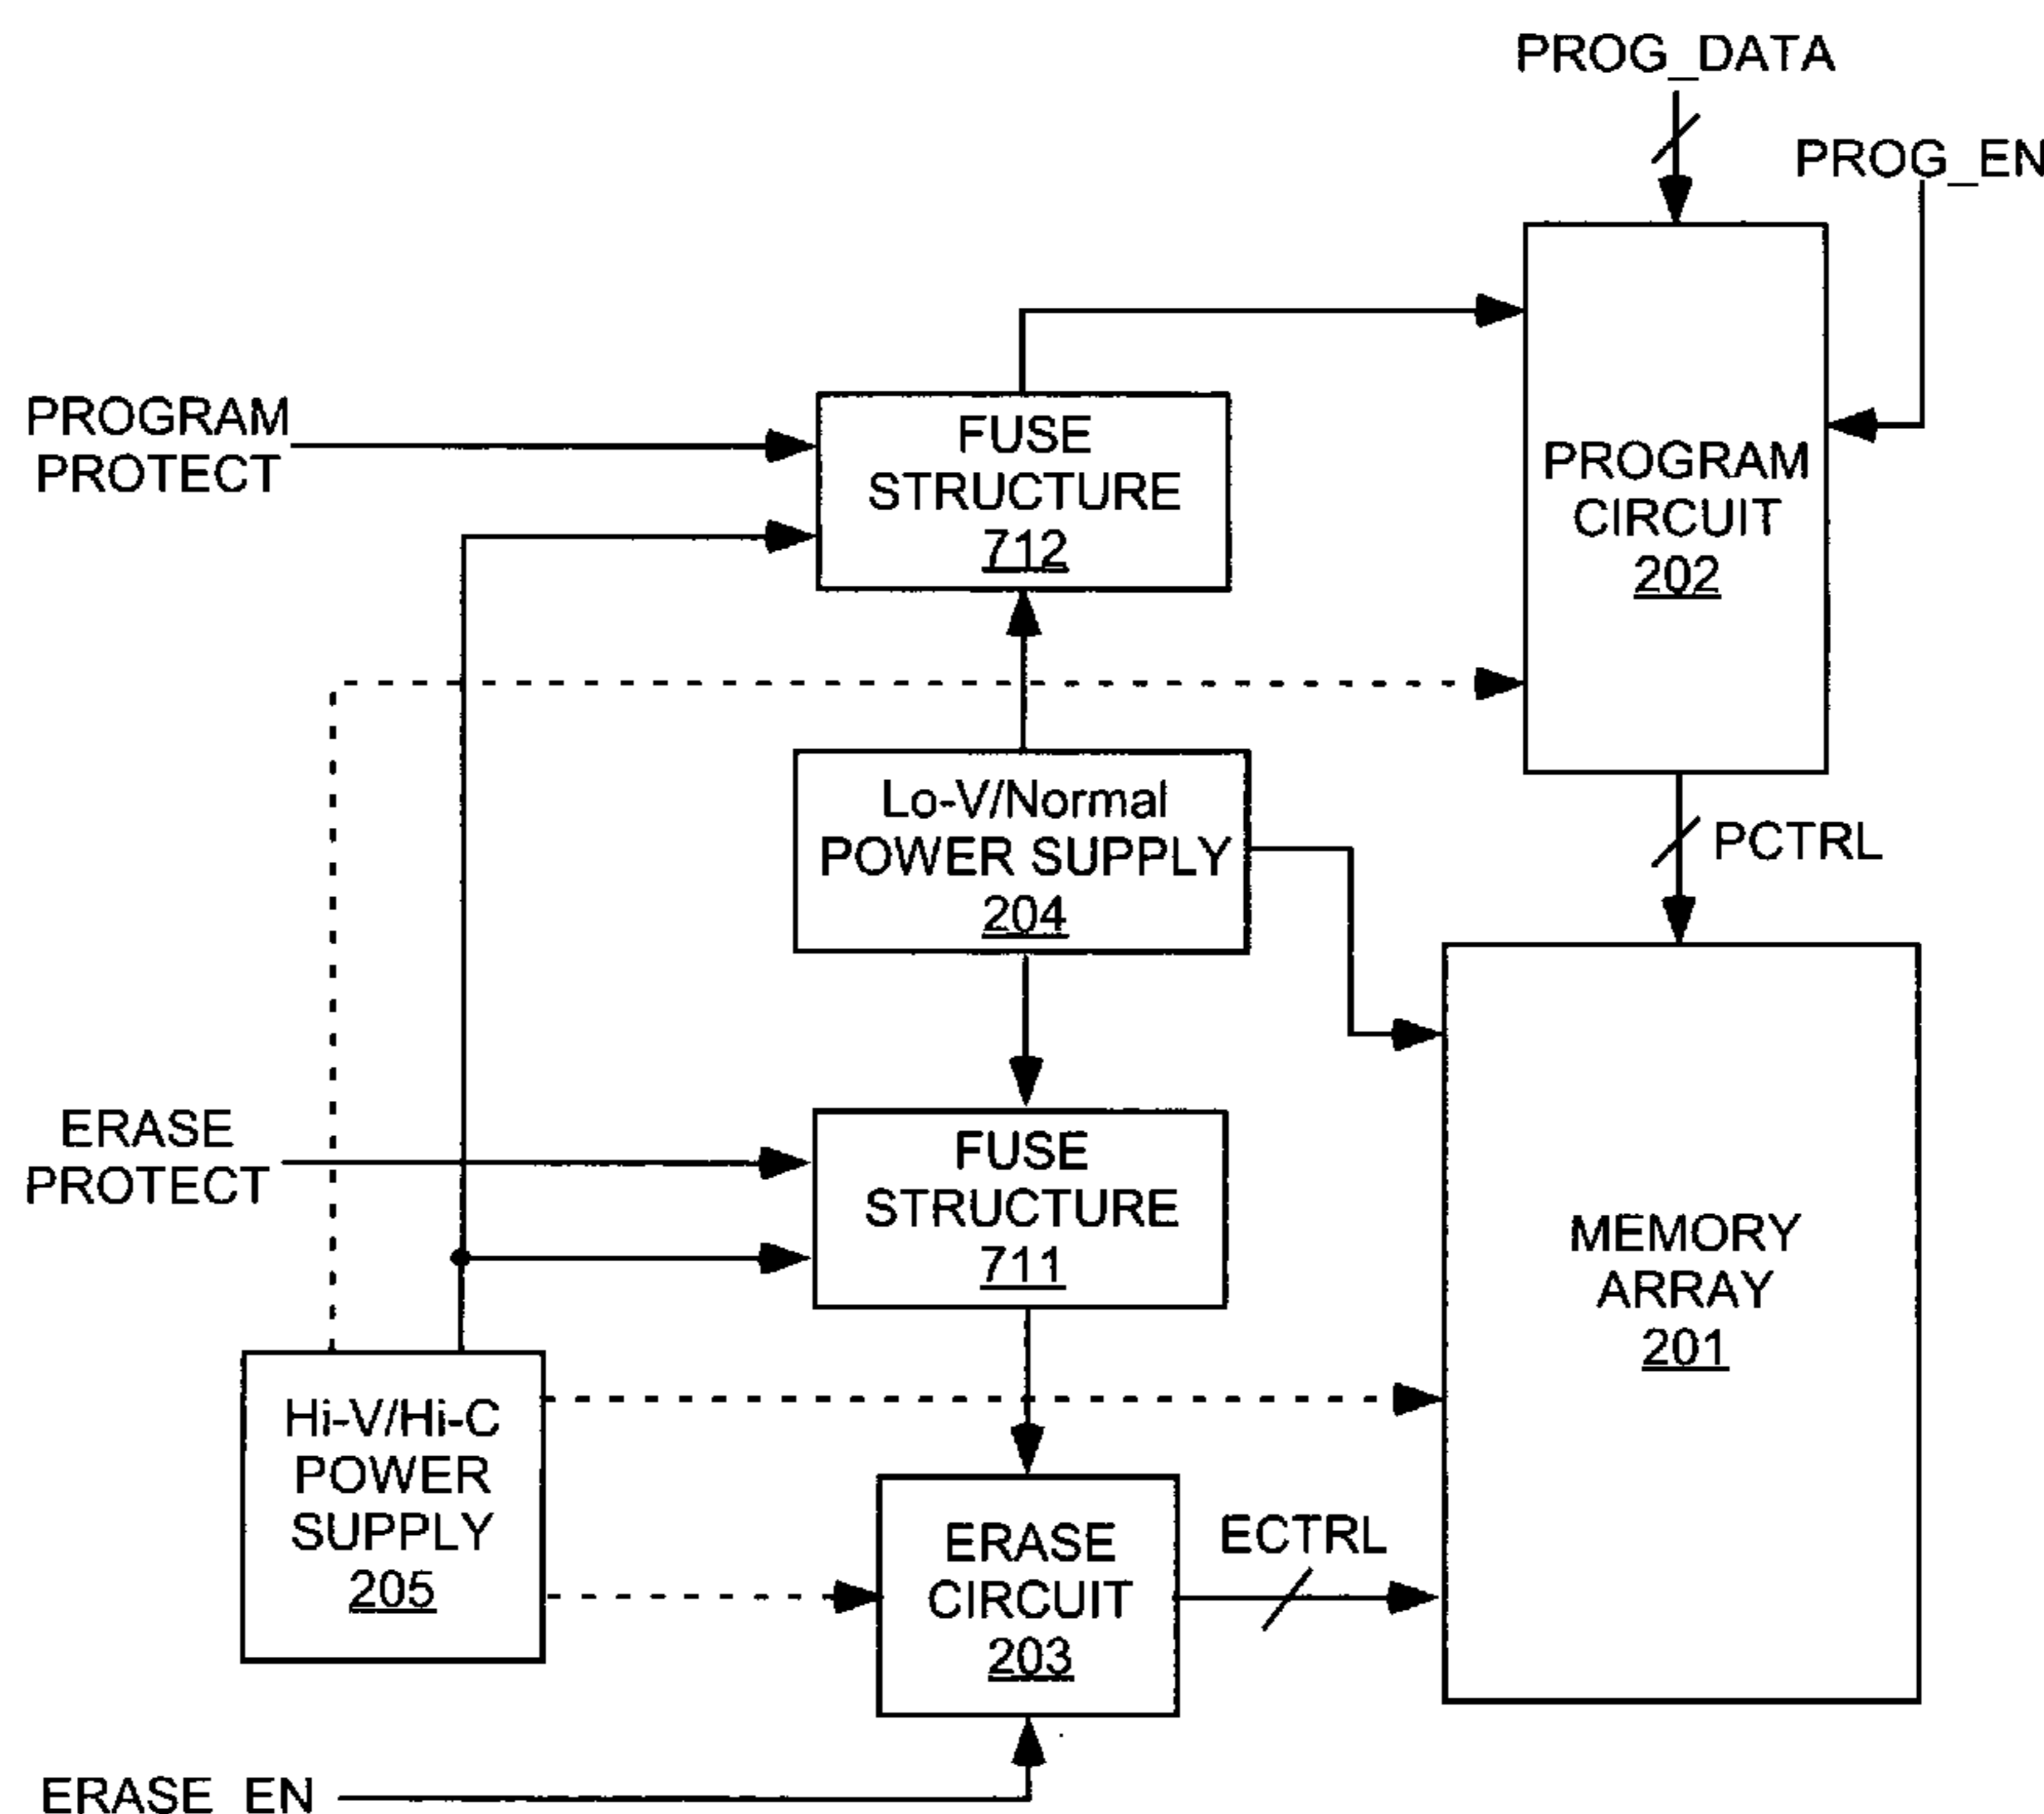 PROG_DATA
PROG_EN
PROGRAM
PROTECT
FUSE
STRUCTURE
712
PROGRAM
CIRCUIT
202
Lo-V/Normal
POWER SUPPLY
204
PCTRL
ERASE
PROTECT
FUSE
STRUCTURE
711
MEMORY
ARRAY
201
Hi-V/Hi-C
POWER
SUPPLY
205
ERASE
CIRCUIT
203
ECTRL
ERASE_EN